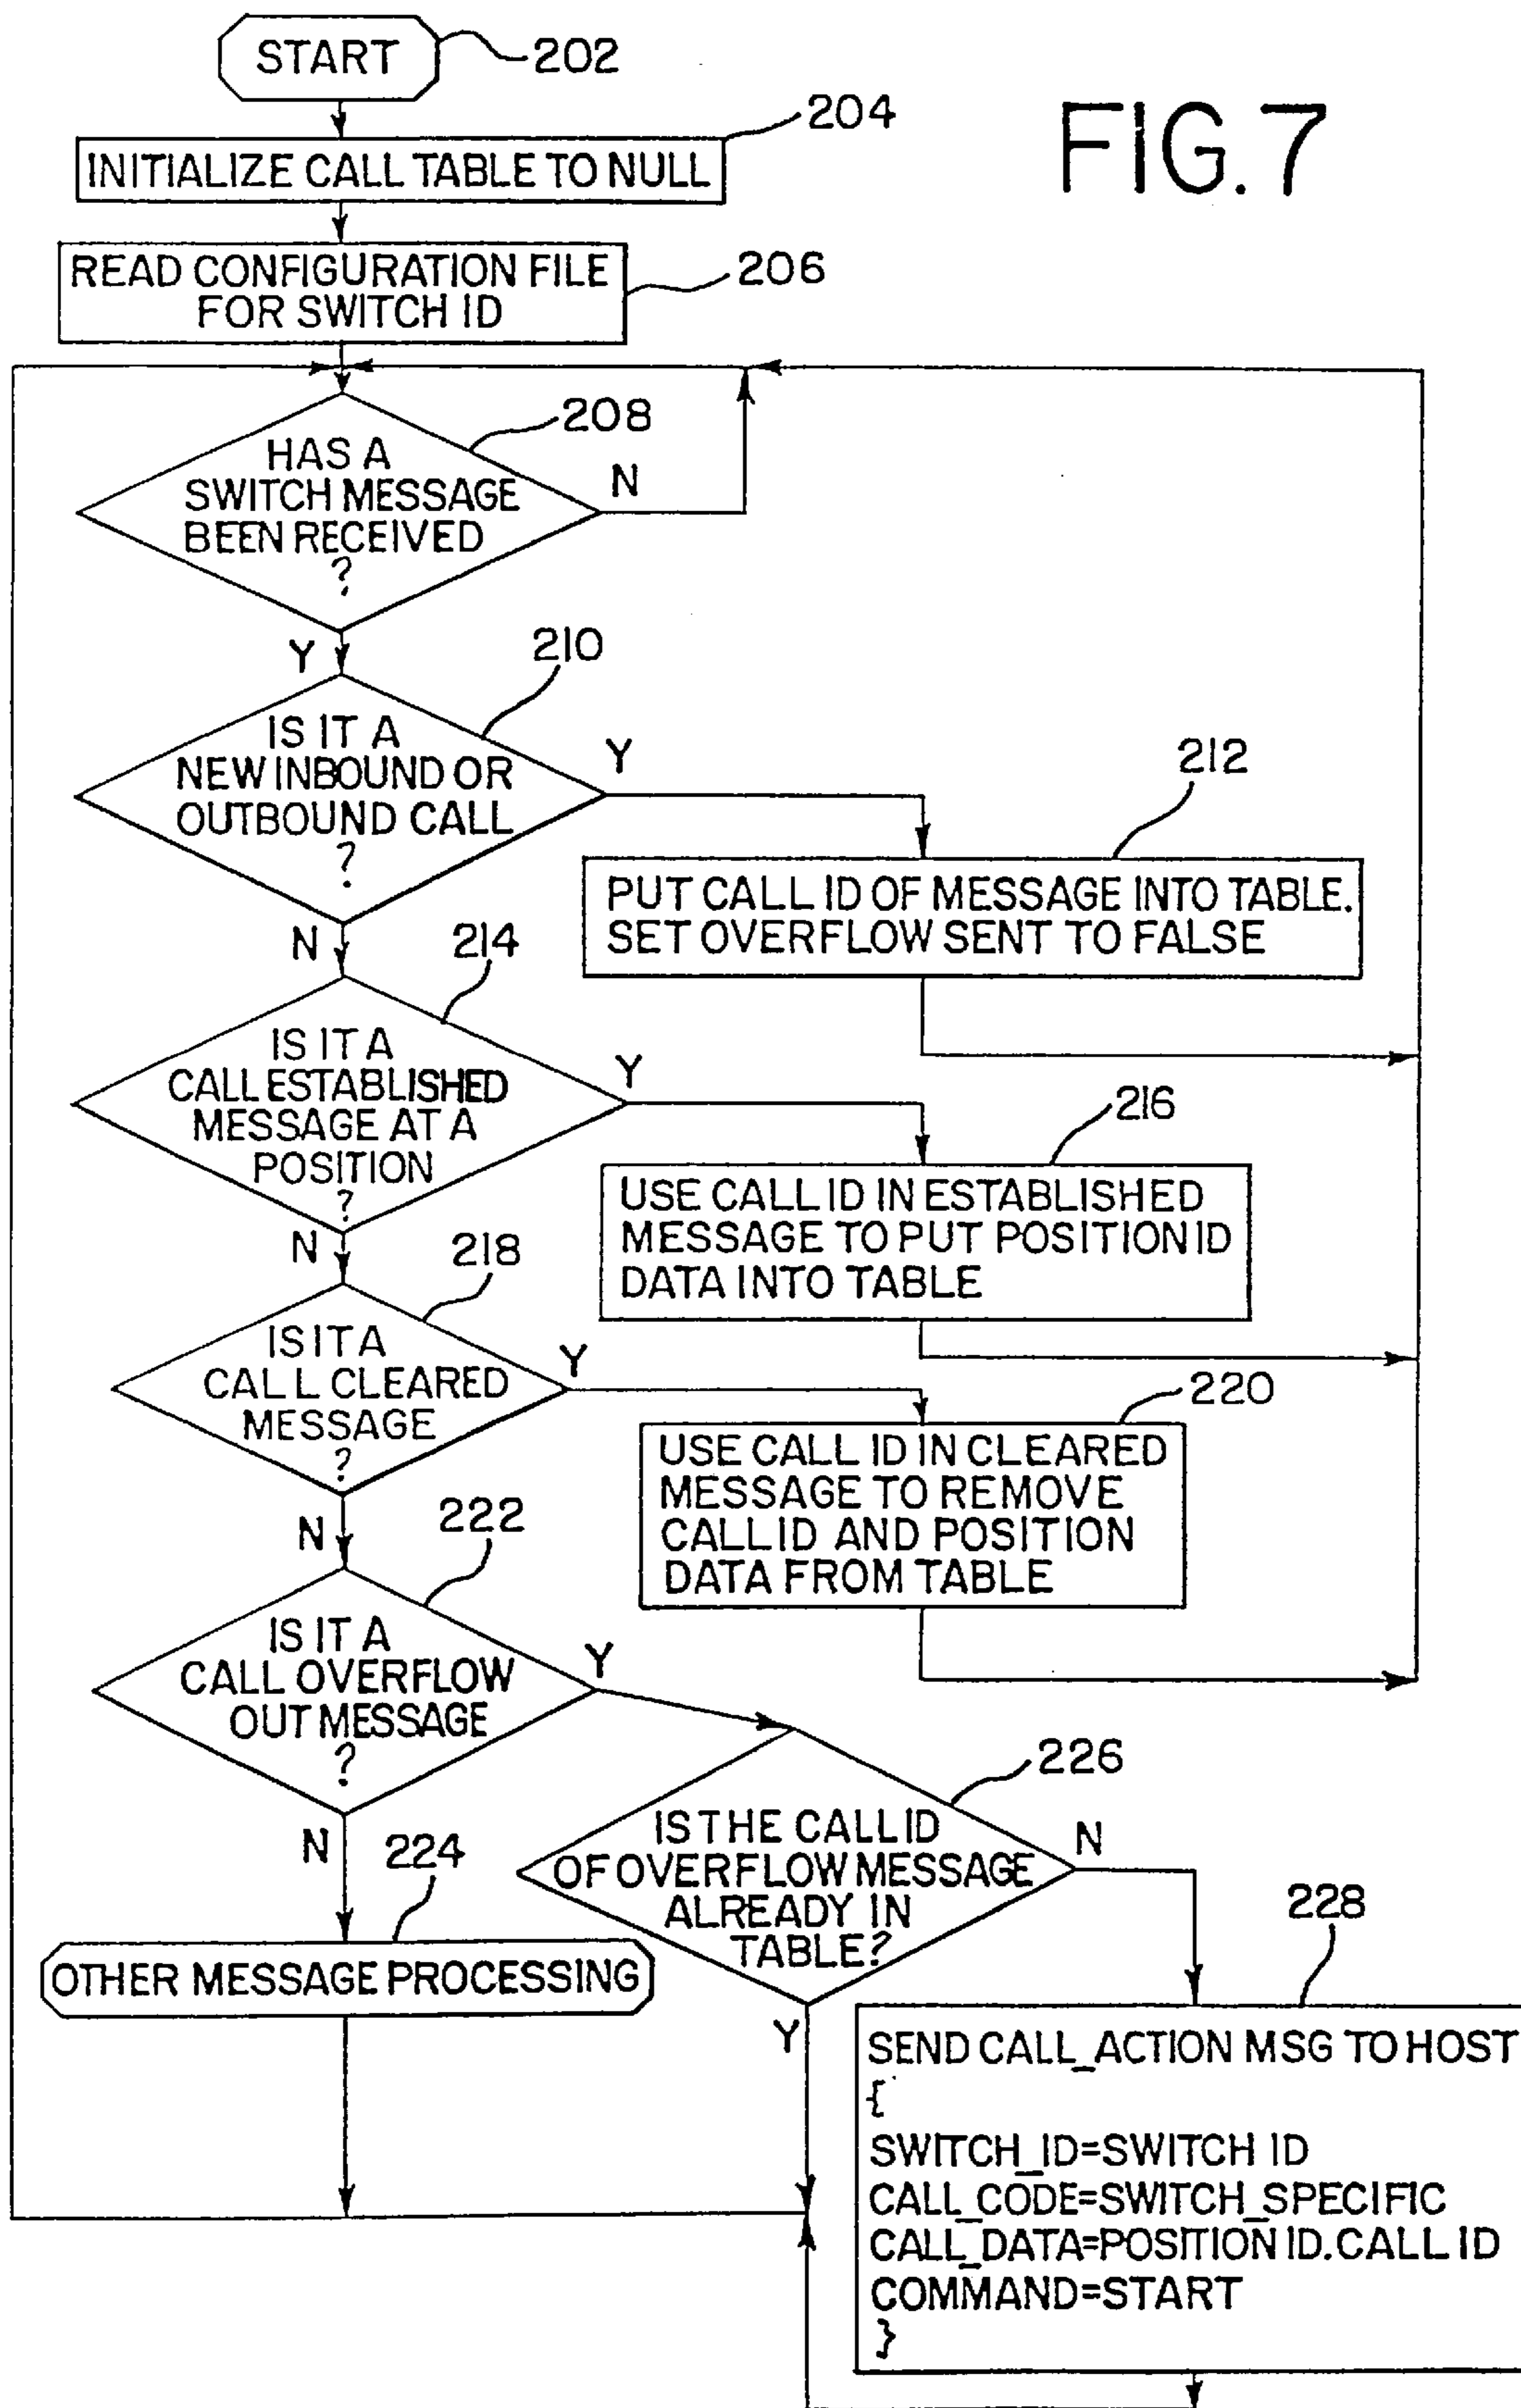 START
202
FIG. 7
204
INITIALIZE CALL TABLE TO NULL
READ CONFIGURATION FILE
FOR SWITCH ID
206
208
HAS A
SWITCH MESSAGE
BEEN RECEIVED
?
N
Y
210
IS IT A
NEW INBOUND OR
OUTBOUND CALL
?
Y
212
PUT CALL ID OF MESSAGE INTO TABLE.
SET OVERFLOW SENT TO FALSE
N
214
IS IT A
CALL ESTABLISHED
MESSAGE AT A
POSITION
?
Y
216
USE CALL ID IN ESTABLISHED
MESSAGE TO PUT POSITION ID
DATA INTO TABLE
N
218
IS IT A
CALL CLEARED
MESSAGE
?
Y
220
USE CALL ID IN CLEARED
MESSAGE TO REMOVE
CALL ID AND POSITION
DATA FROM TABLE
N
222
IS IT A
CALL OVERFLOW
OUT MESSAGE
?
Y
226
IS THE CALL ID
OF OVERFLOW MESSAGE
ALREADY IN
TABLE?
N
N
224
OTHER MESSAGE PROCESSING
Y
228
SEND CALL_ACTION MSG TO HOST
{
SWITCH_ID=SWITCH ID
CALL_CODE=SWITCH_SPECIFIC
CALL_DATA=POSITION ID.CALL ID
COMMAND=START
}